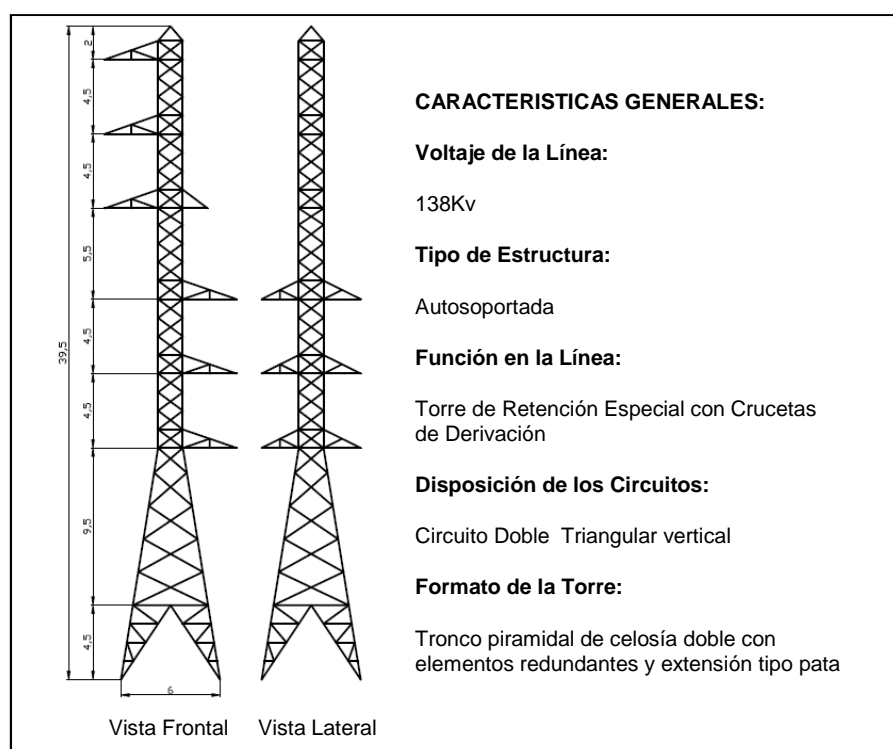 2
4,5
4,5
5,5
4,5
4,5
9,5
4,5
39,5
6
Vista Frontal
Vista Lateral
CARACTERISTICAS GENERALES:
Voltaje de la Línea:
138Kv
Tipo de Estructura:
Autosoportada
Función en la Línea:
Torre de Retención Especial con Crucetas
de Derivación
Disposición de los Circuitos:
Circuito Doble  Triangular vertical
Formato de la Torre:
Tronco piramidal de celosía doble con
elementos redundantes y extensión tipo pata